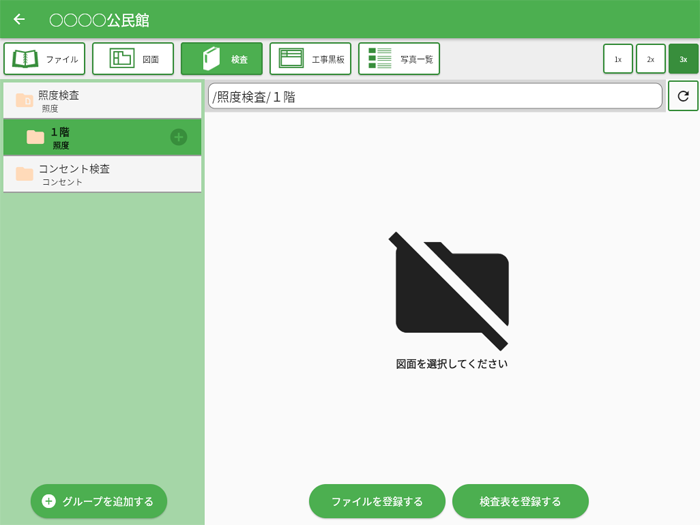 ○○○○公民館
ファイル
図面
検査
工事黒板
写真一覧
1x
2x
3x
照度検査
照度
/照度検査/１階
１階
照度
コンセント検査
コンセント
図面を選択してください
グループを追加する
ファイルを登録する
検査表を登録する